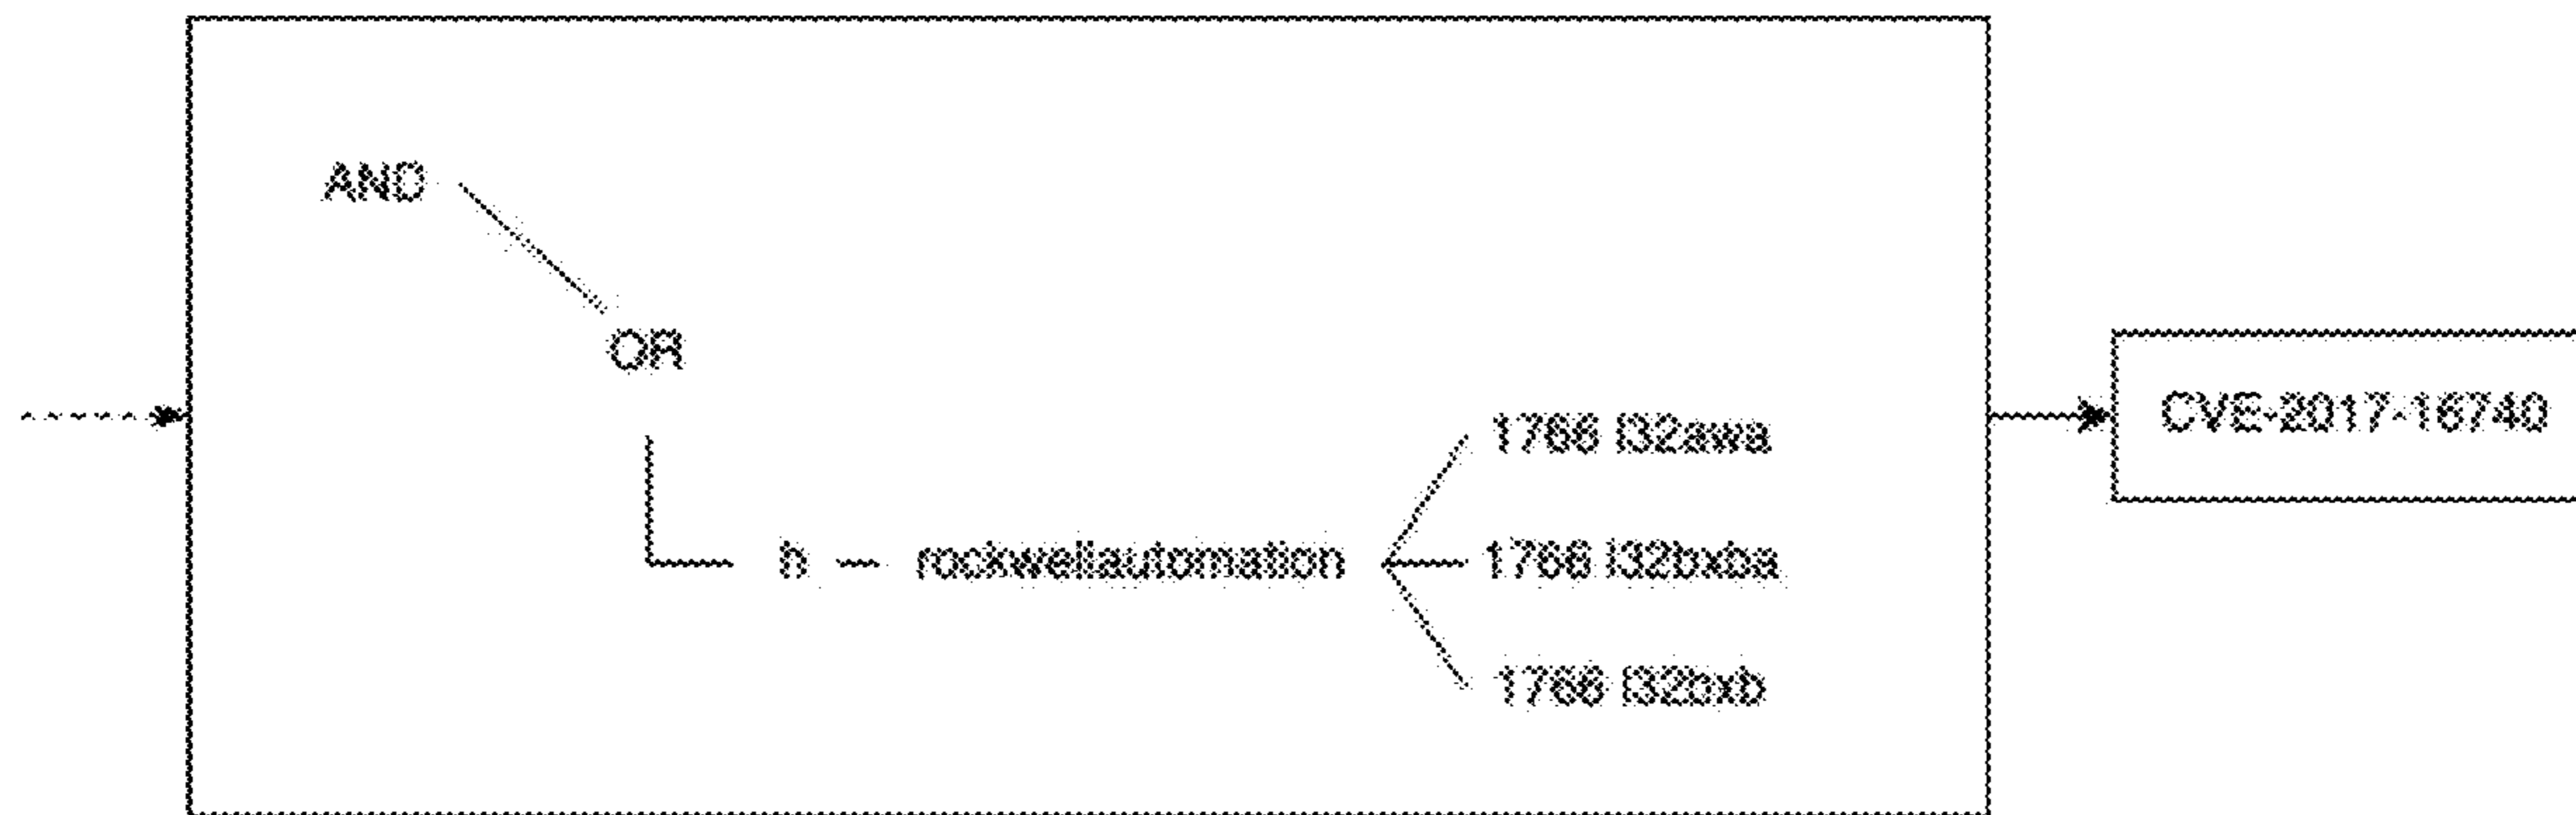 AND
OR
1766 l32awa
CVE-2017-16740
h
rockwellautomation
1766 l32bxba
1766 l32bxb